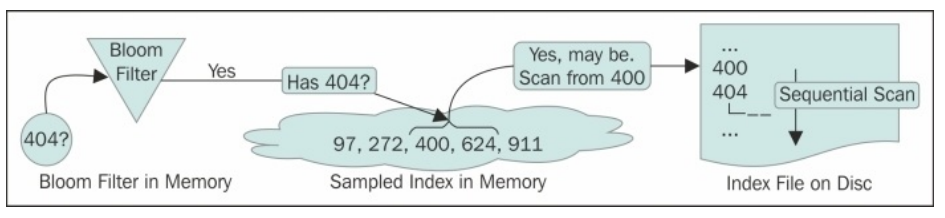 404?
Bloom
Filter
Yes
Has 404?
Yes, may be.
Scan from 400
97, 272, 400, 624, 911
...
400
404
Sequential Scan
...
Bloom Filter in Memory
Sampled Index in Memory
Index File on Disc